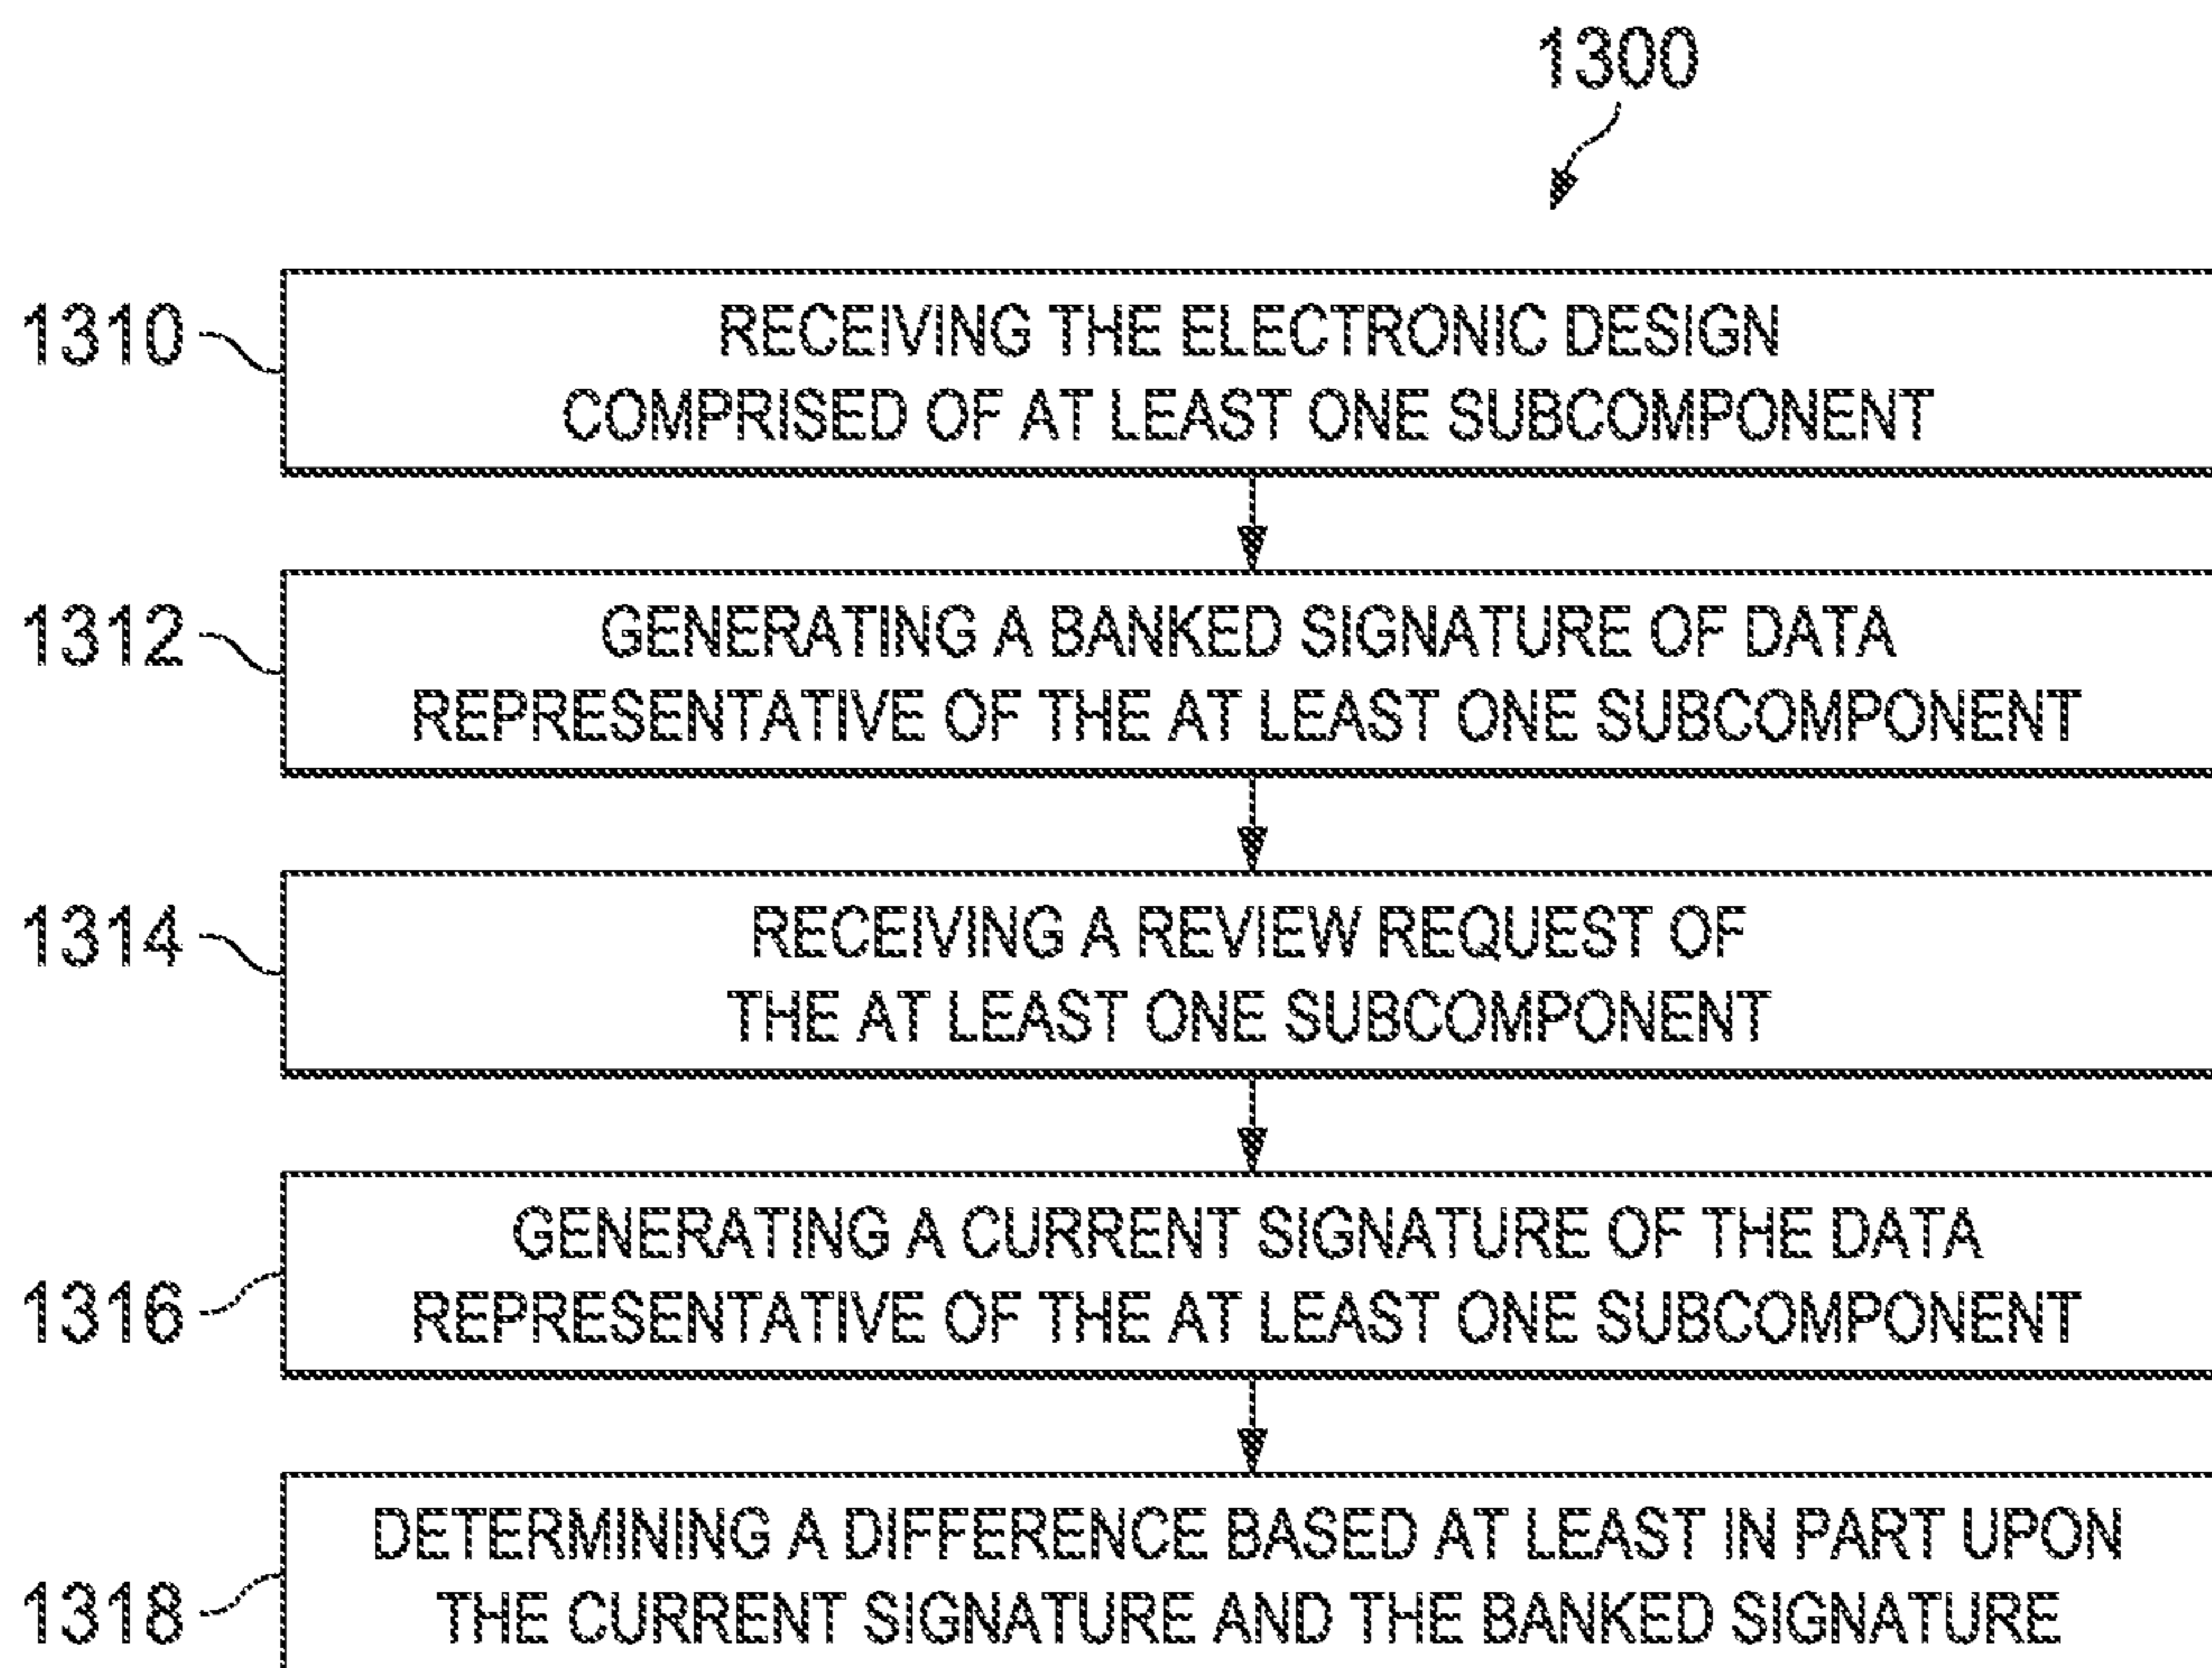 1300
1310
RECEIVING THE ELECTRONIC DESIGN
COMPRISED OF AT LEAST ONE SUBCOMPONENT
1312
GENERATING A BANKED SIGNATURE OF DATA
REPRESENTATIVE OF THE AT LEAST ONE SUBCOMPONENT
1314
RECEIVING A REVIEW REQUEST OF
THE AT LEAST ONE SUBCOMPONENT
1316
GENERATING A CURRENT SIGNATURE OF THE DATA
REPRESENTATIVE OF THE AT LEAST ONE SUBCOMPONENT
1318
DETERMINING A DIFFERENCE BASED AT LEAST IN PART UPON
THE CURRENT SIGNATURE AND THE BANKED SIGNATURE